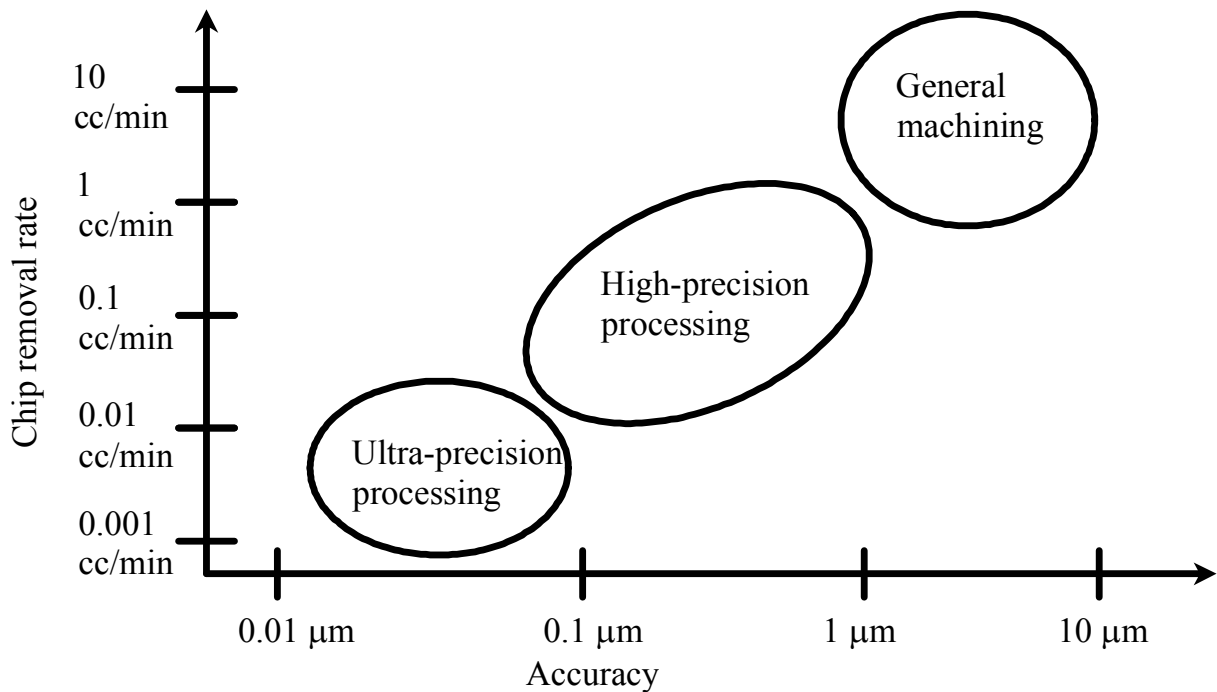 10
cc/min
1
cc/min
0.1
cc/min
0.01
cc/min
0.001
cc/min
Chip removal rate
General
machining
High-precision
processing
Ultra-precision
processing
0.01 μm
0.1 μm
1 μm
10 μm
Accuracy